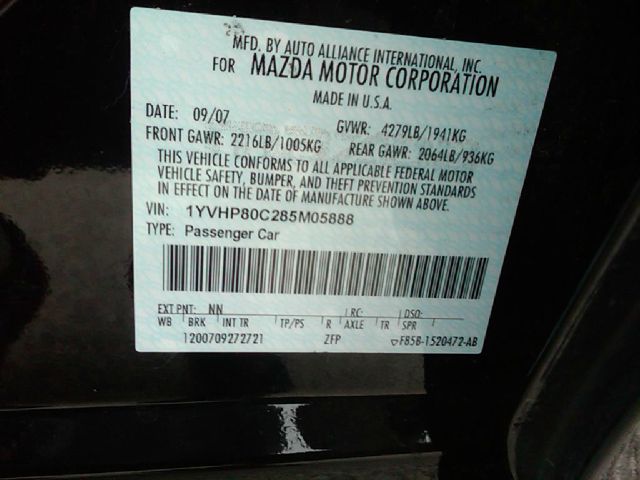 MFD. BY AUTO ALLIANCE INTERNATIONAL, INC.
FOR MAZDA MOTOR CORPORATION
MADE IN U.S.A.
DATE: 09/07 GVWR: 4279LB/1941KG
FRONT GAWR: 2216LB/1005KG REAR GAWR: 2064LB/936KG
THIS VEHICLE CONFORMS TO ALL APPLICABLE FEDERAL MOTOR
VEHICLE SAFETY, BUMPER, AND THEFT PREVENTION STANDARDS
IN EFFECT ON THE DATE OF MANUFACTURE SHOWN ABOVE.
VIN: 1YVHP80C285M05888
TYPE: Passenger Car
EXT PNT: NN RC: DSO:
WB BRK INT TR TP/PS R AXLE TR SPR
1200709272721 ZFP F85B-1520472-AB